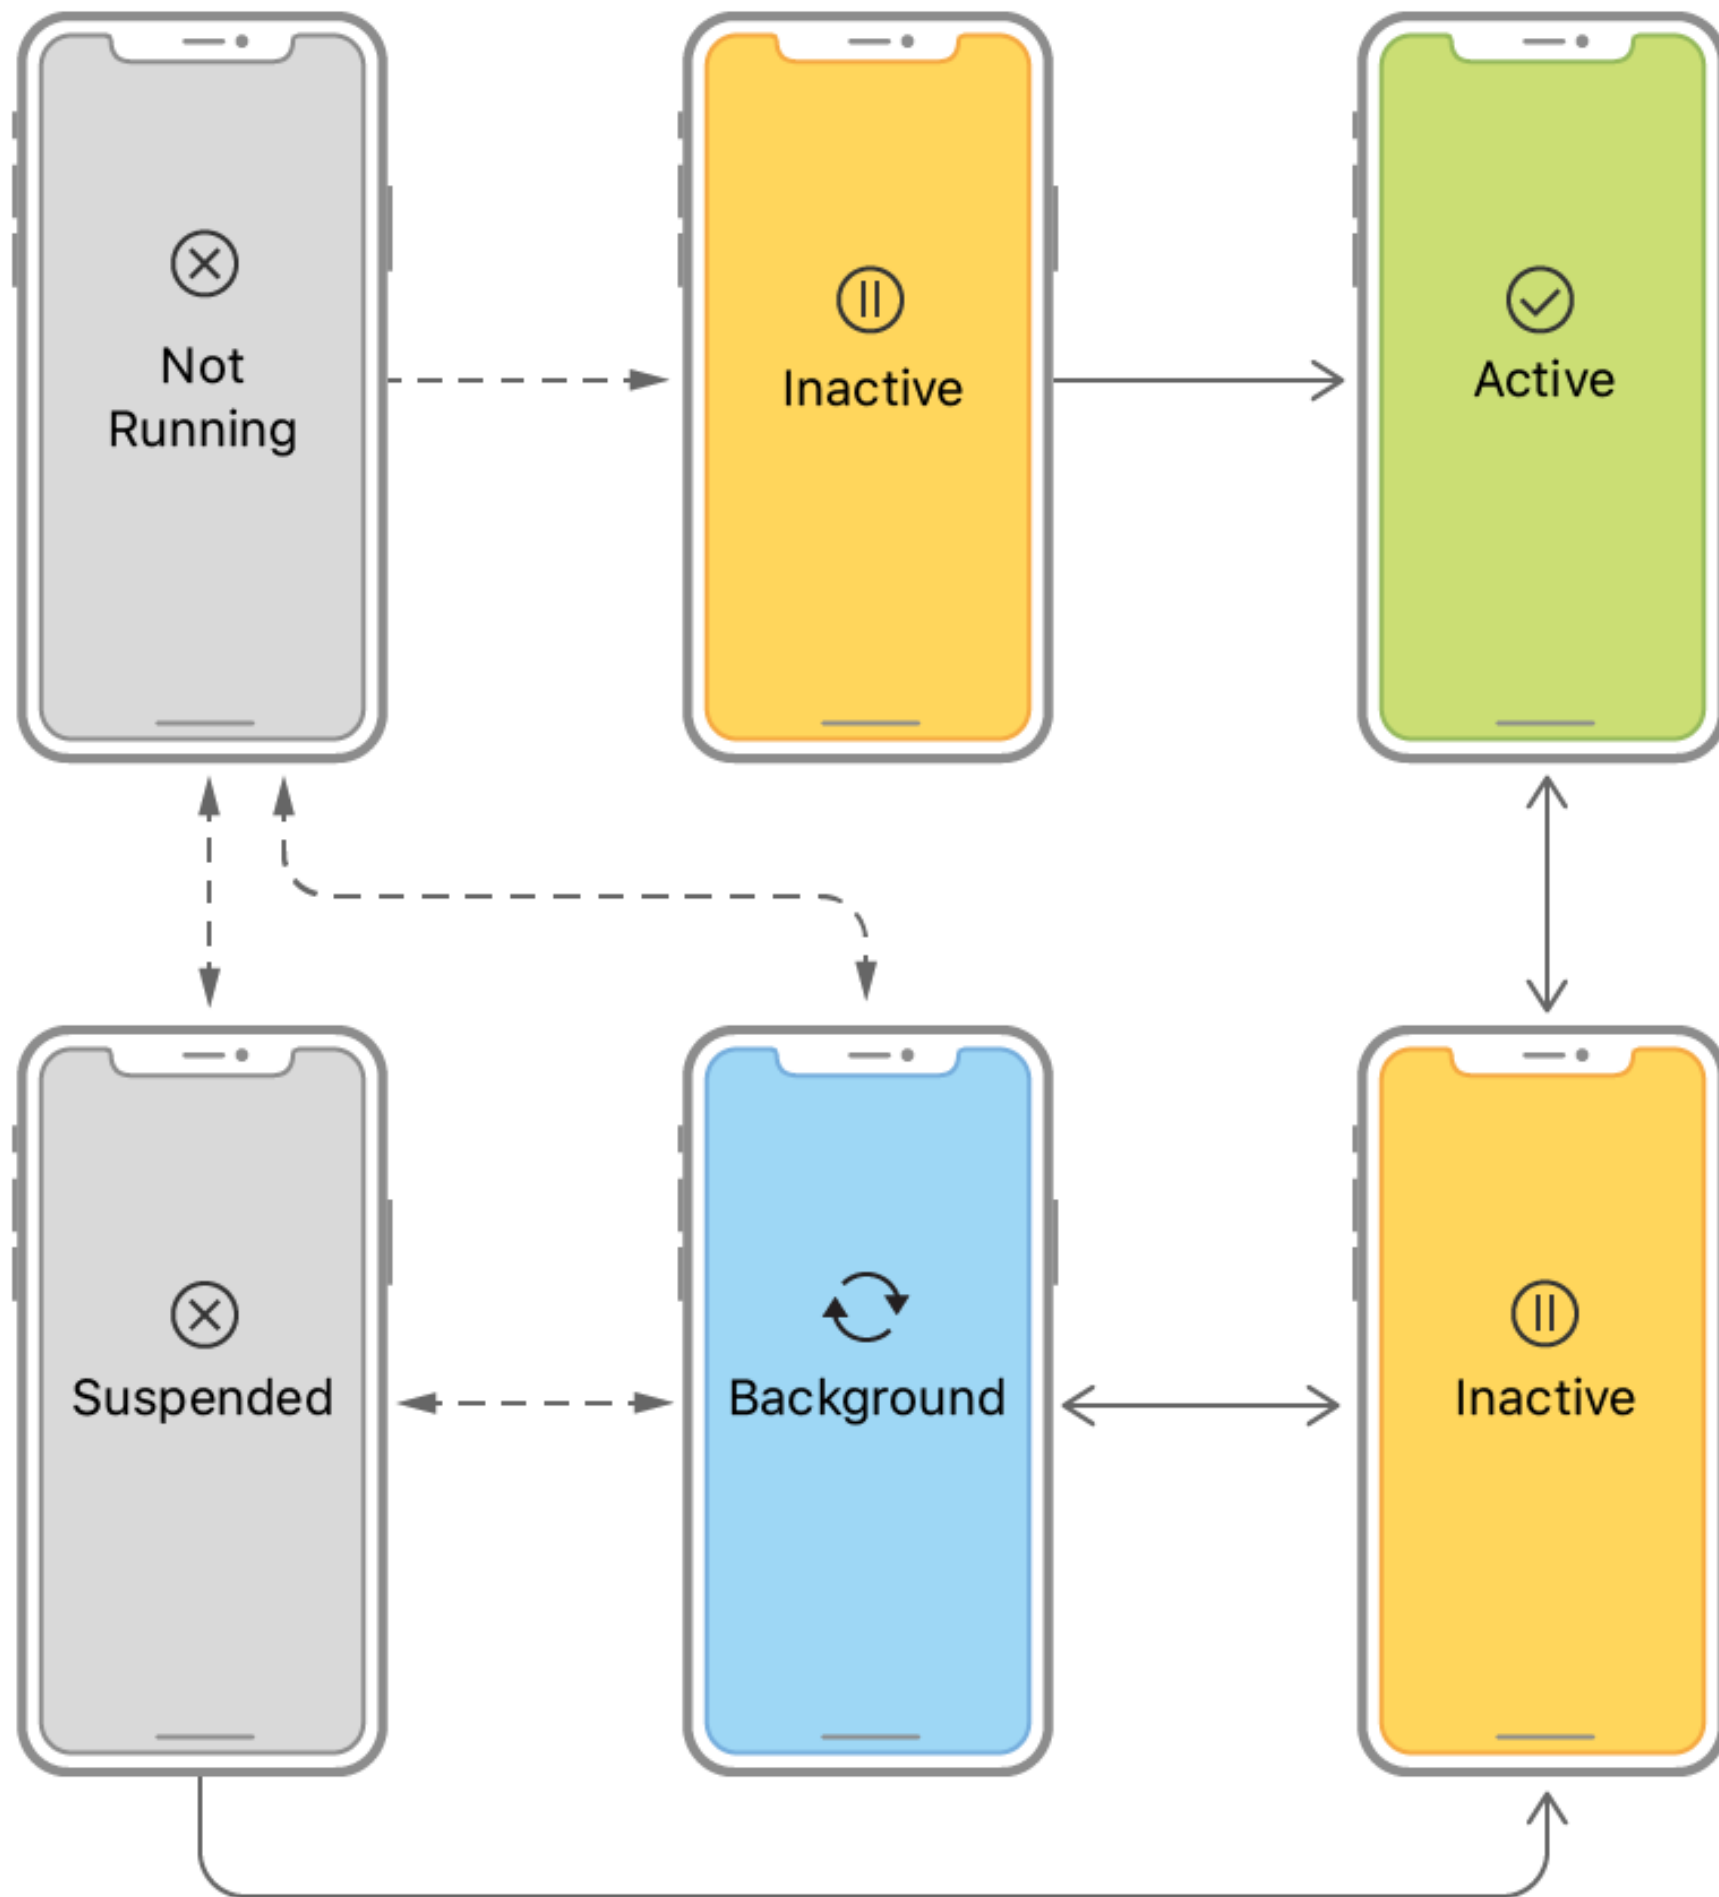 Not
Running
Inactive
Active
Suspended
Background
Inactive